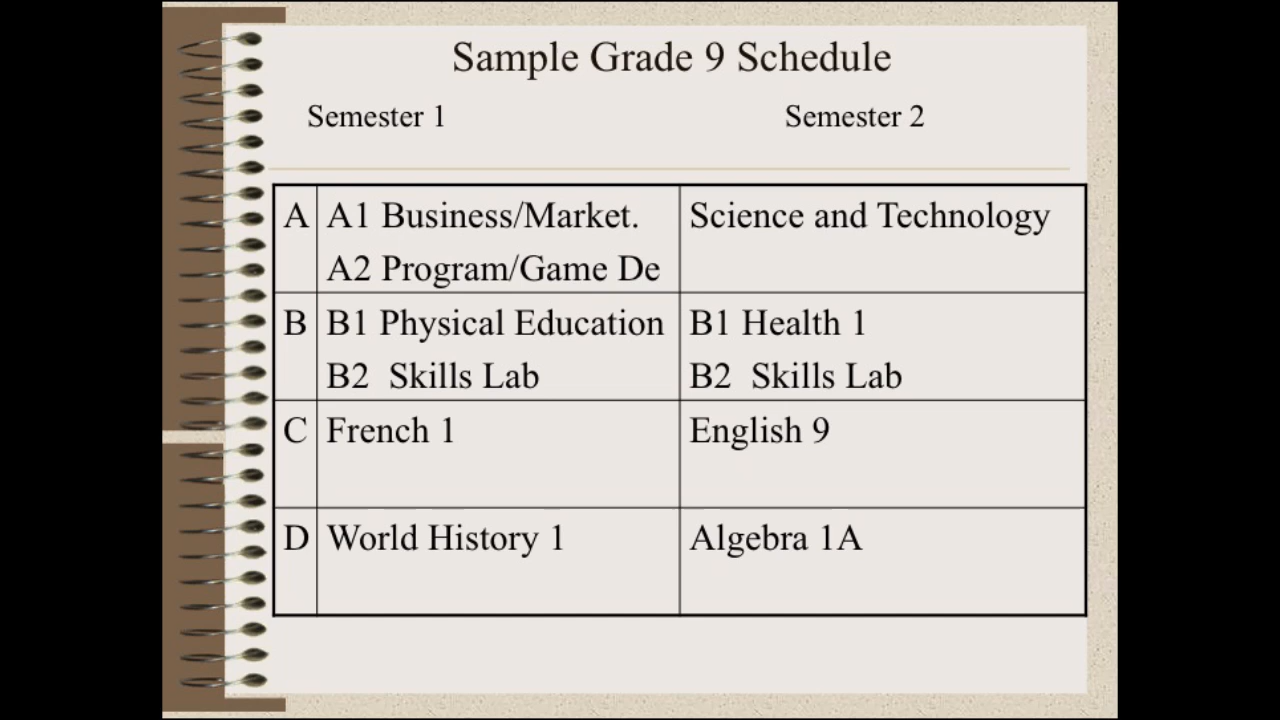 Sample Grade 9 Schedule
Semester 1 Semester 2
A A1 Business/Market. Science and Technology
A2 Program/Game De
B B1 Physical Education B1 Health 1
B2 Skills Lab B2 Skills Lab
C French 1 English 9
D World History 1 Algebra 1A